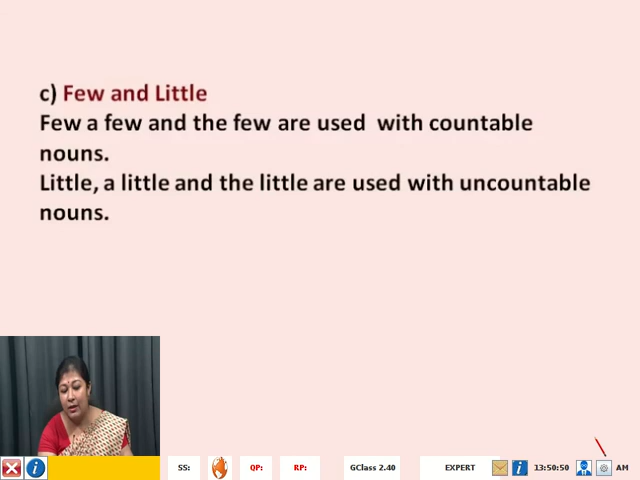 c) Few and Little
Few a few and the few are used with countable
nouns.
Little, a little and the little are used with uncountable
nouns.
SS:
QP:
RP:
GClass 2.40
EXPERT
13:50:50
AM